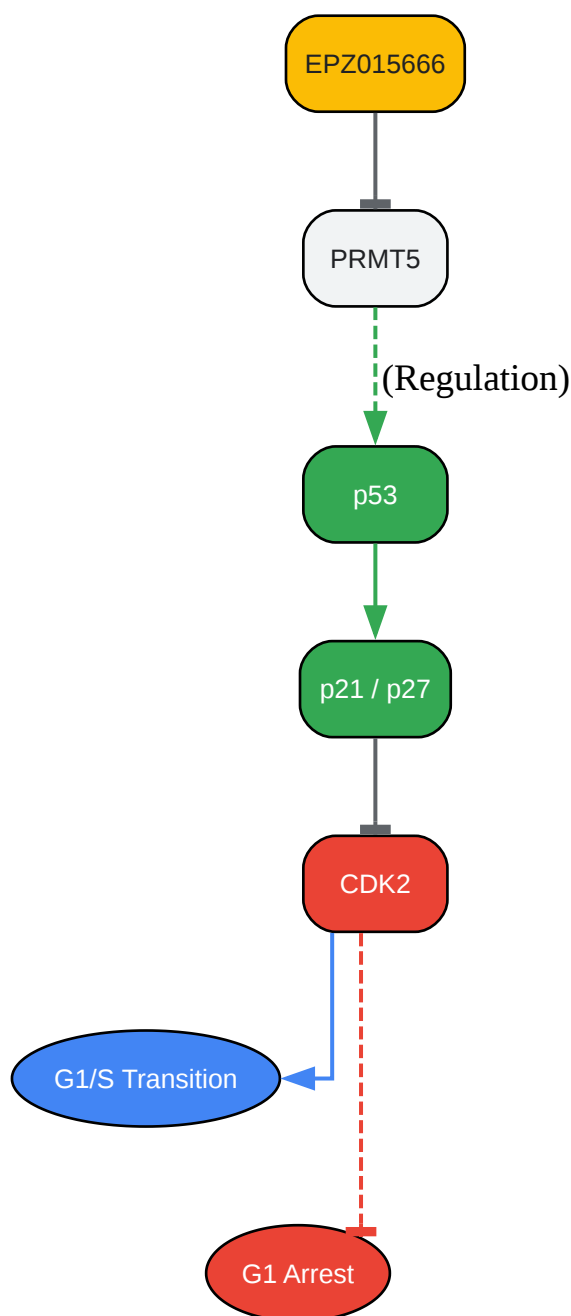 EPZ015666
PRMT5
(Regulation)
p53
p21 / p27
CDK2
G1/S Transition
G1 Arrest